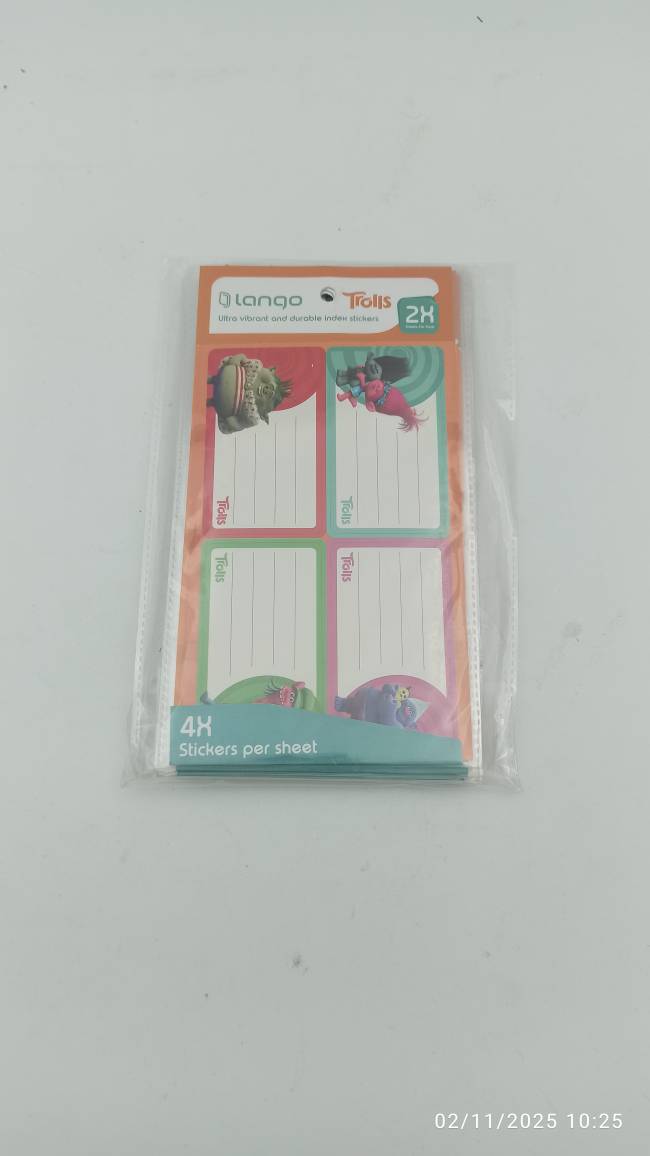 lango
Trolls
Ultra vibrant and durable index stickers
2X
Trolls
Trolls
Trolls
Trolls
4X
Stickers per sheet
02/11/2025 10:25